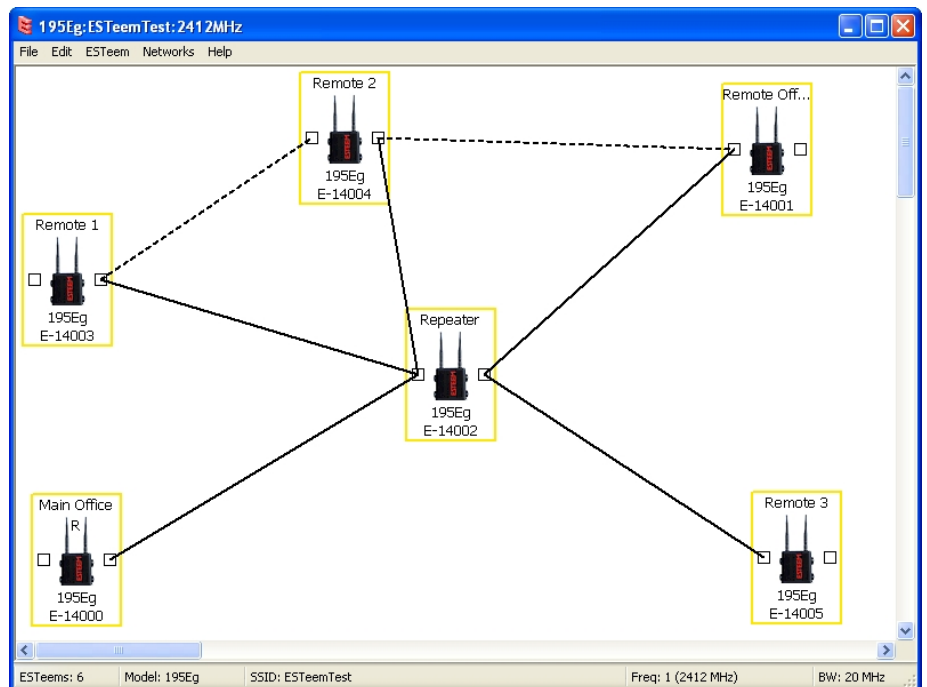 195Eg:ESTeemTest:2412MHz
File Edit ESTeem Networks Help
Remote 2
195Eg
E-14004
Remote Off...
195Eg
E-14001
Remote 1
195Eg
E-14003
Repeater
195Eg
E-14002
Main Office
R
195Eg
E-14000
Remote 3
195Eg
E-14005
ESTeems: 6 Model: 195Eg SSID: ESTeemTest Freq: 1 (2412 MHz) BW: 20 MHz